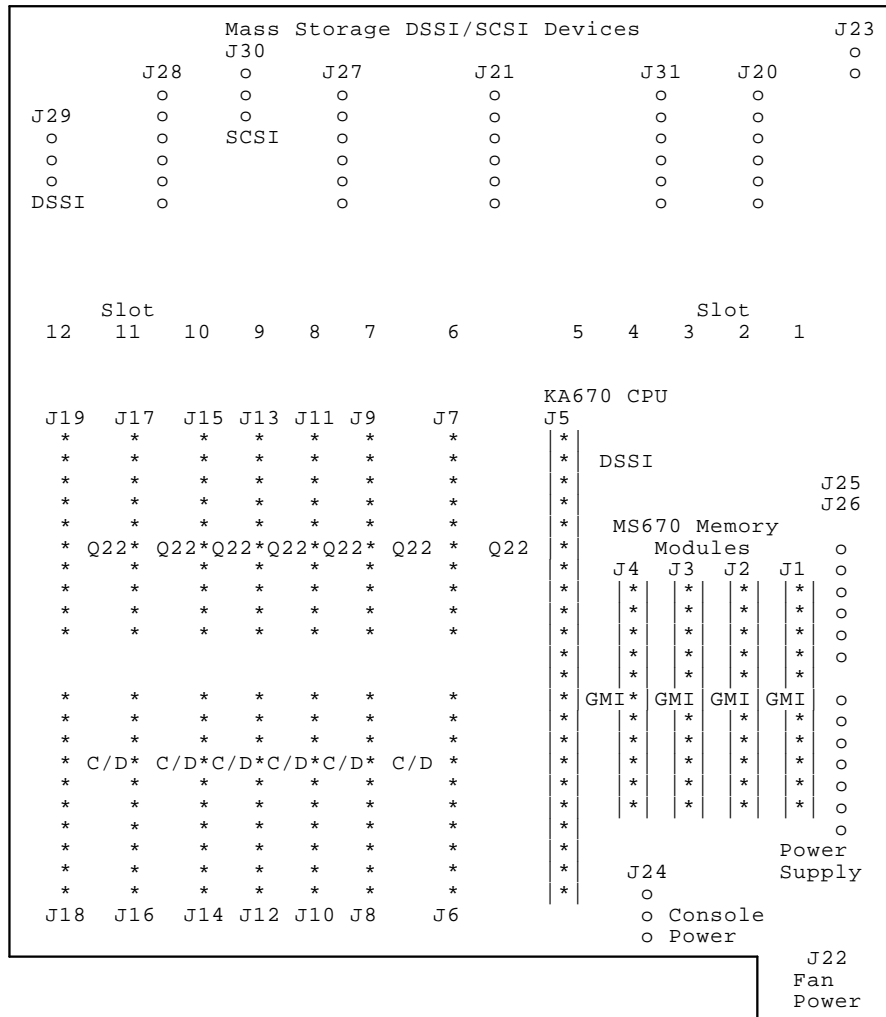 Mass Storage DSSI/SCSI Devices J23
J30 o
J28 o J27 J21 J31 J20 o
o o o o o o
J29 o o o o o o
o o SCSI o o o o
o o o o o o
o o o o o o
DSSI o o o o o
Slot Slot
12 11 10 9 8 7 6 5 4 3 2 1
KA670 CPU
J19 J17 J15 J13 J11 J9 J7 J5
* * * * * * * |*|
* * * * * * * |*| DSSI
* * * * * * * |*| J25
* * * * * * * |*| J26
* * * * * * * |*| MS670 Memory
* Q22* Q22*Q22*Q22*Q22* Q22 * Q22 |*| Modules o
* * * * * * * |*| J4 J3 J2 J1 o
* * * * * * * |*| |*| |*| |*| |*| o
* * * * * * * |*| |*| |*| |*| |*| o
* * * * * * * |*| |*| |*| |*| |*| o
|*| |*| |*| |*| |*| o
|*| |*| |*| |*| |*|
* * * * * * * |*|GMI*|GMI|GMI|GMI| o
* * * * * * * |*| |*| |*| |*| |*| o
* * * * * * * |*| |*| |*| |*| |*| o
* C/D* C/D*C/D*C/D*C/D* C/D * |*| |*| |*| |*| |*| o
* * * * * * * |*| |*| |*| |*| |*| o
* * * * * * * |*| |*| |*| |*| |*| o
* * * * * * * |*| o
* * * * * * * |*| Power
* * * * * * * |*| J24 Supply
* * * * * * * |*| o
J18 J16 J14 J12 J10 J8 J6 o Console
o Power
J22
Fan
Power